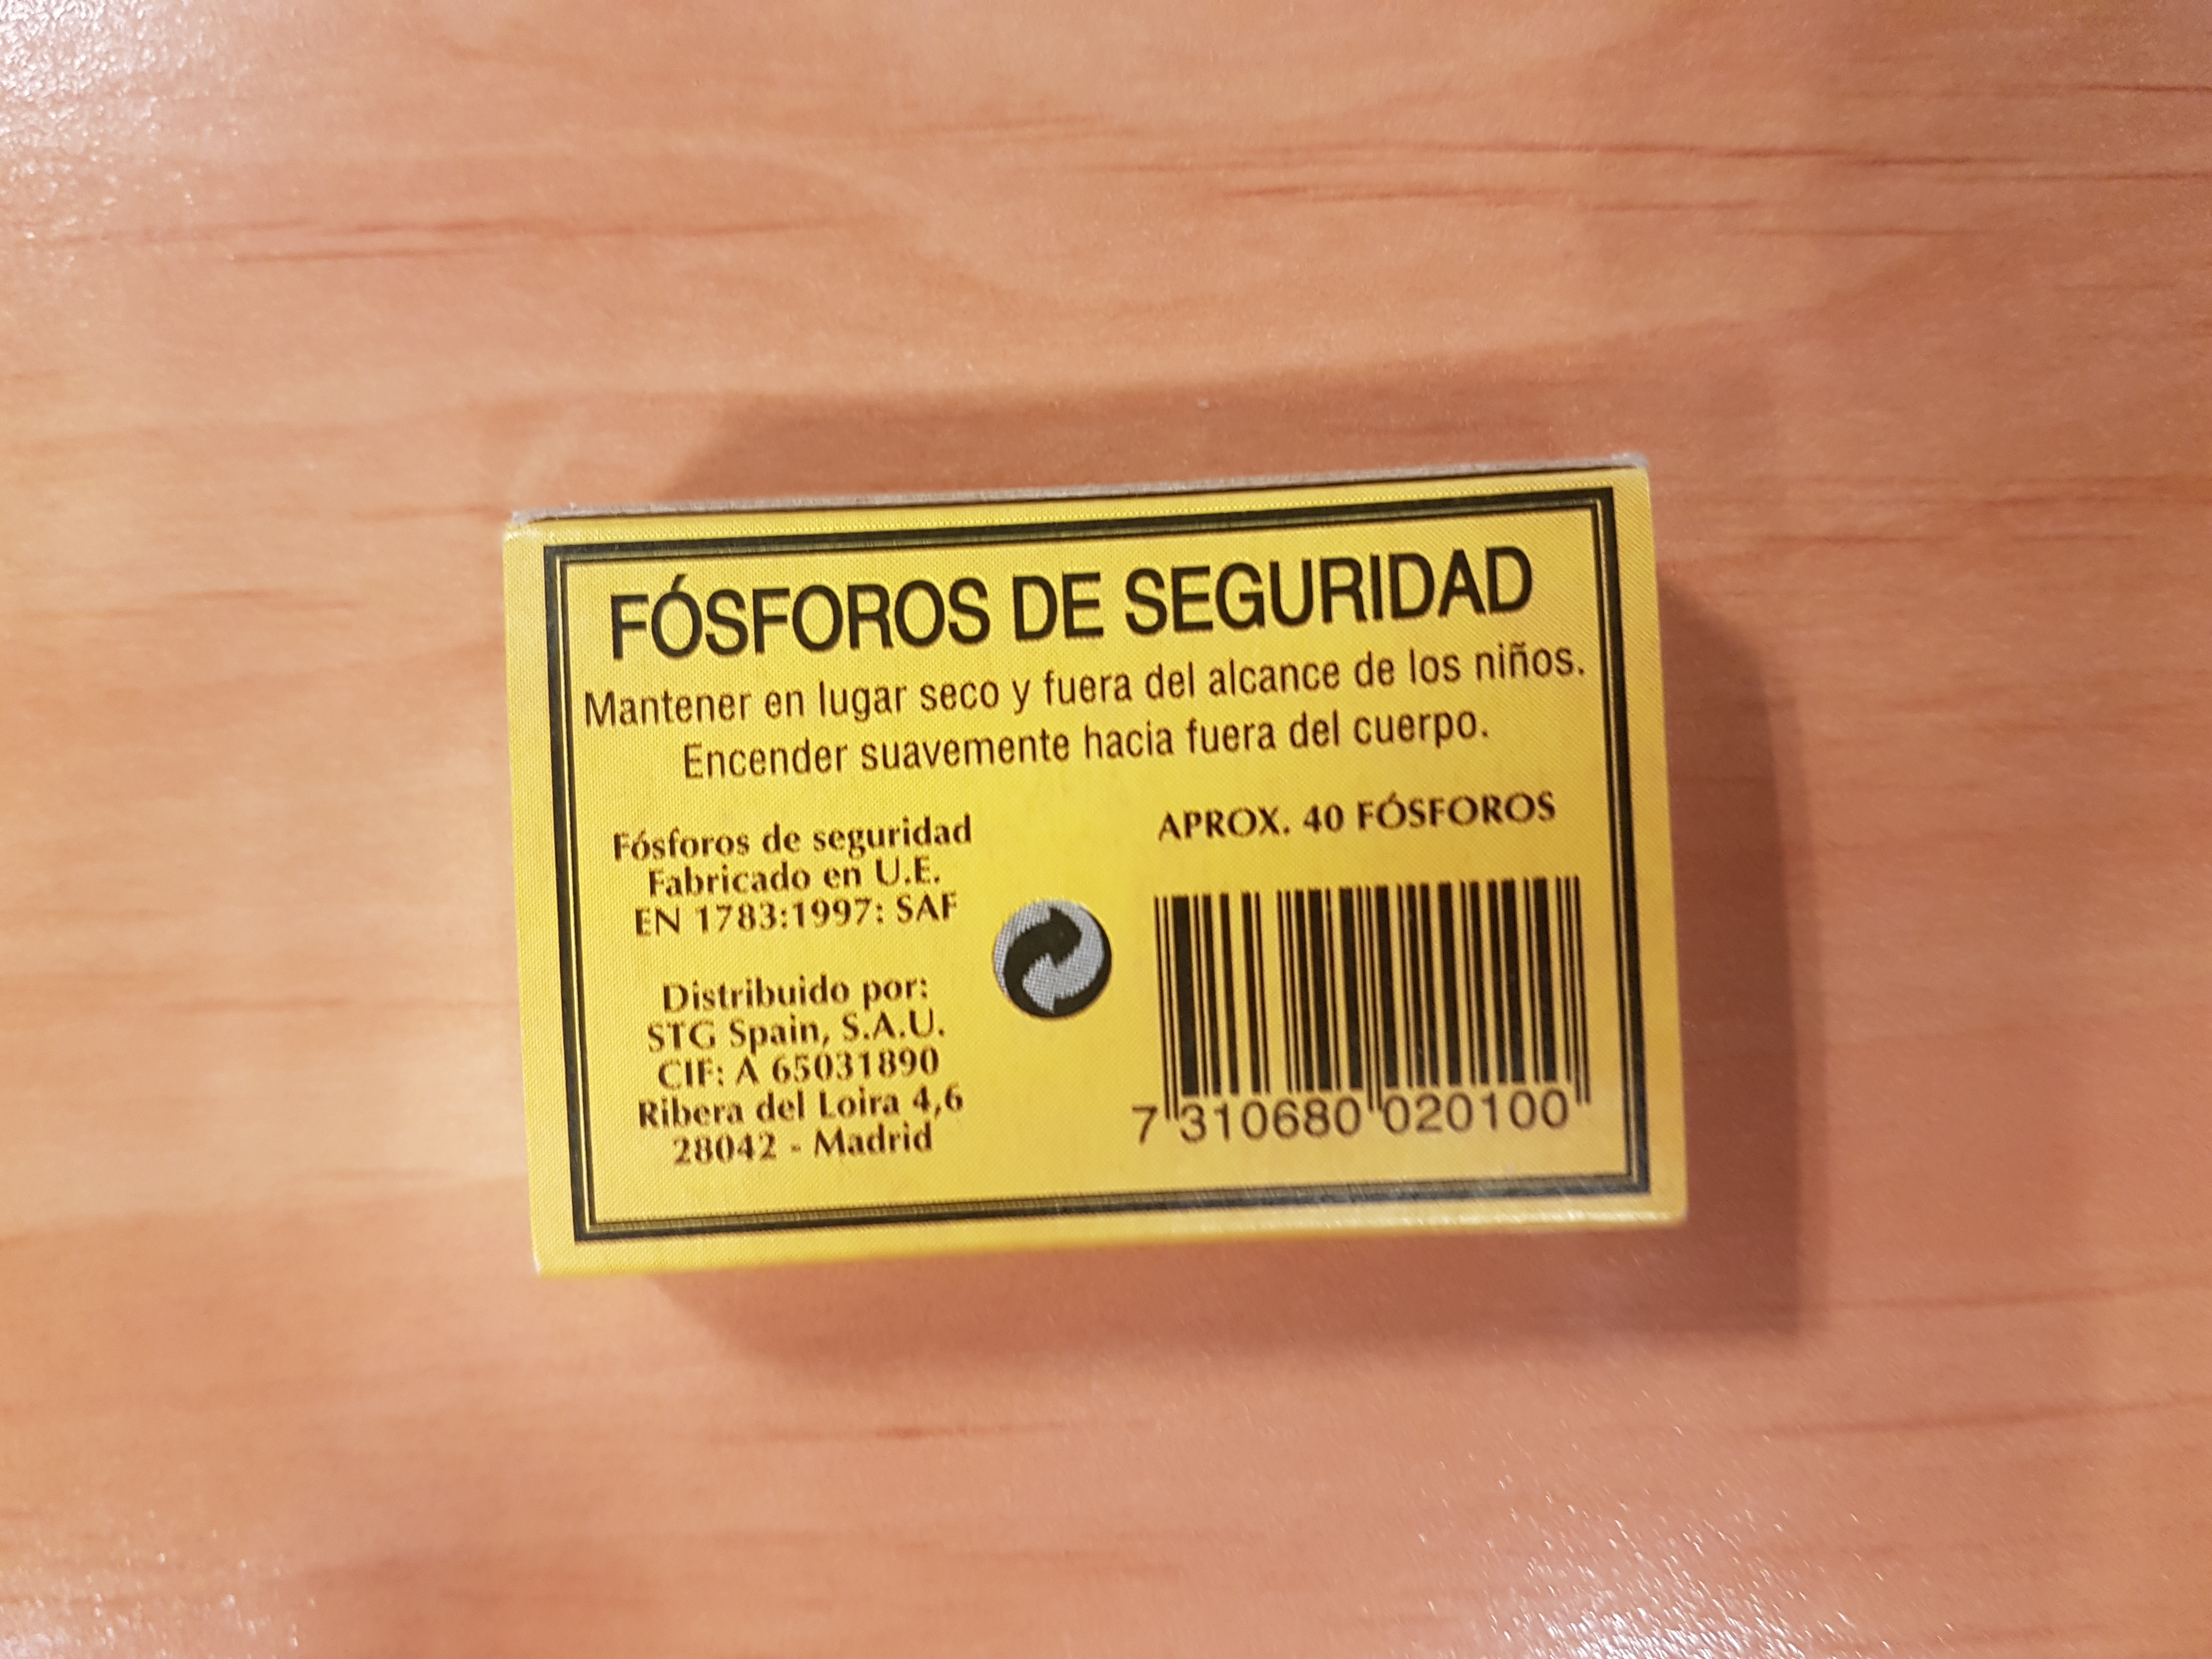 FÓSFOROS DE SEGURIDAD
Mantener en lugar seco y fuera del alcance de los niños.
Encender suavemente hacia fuera del cuerpo.
Fósforos de seguridad
Fabricado en U.E.
EN 1783:1997: SAF
Distribuido por:
STG Spain, S.A.U.
CIF: A 65031890
Ribera del Loira 4,6
28042 - Madrid
APROX. 40 FÓSFOROS
7 310680 020100